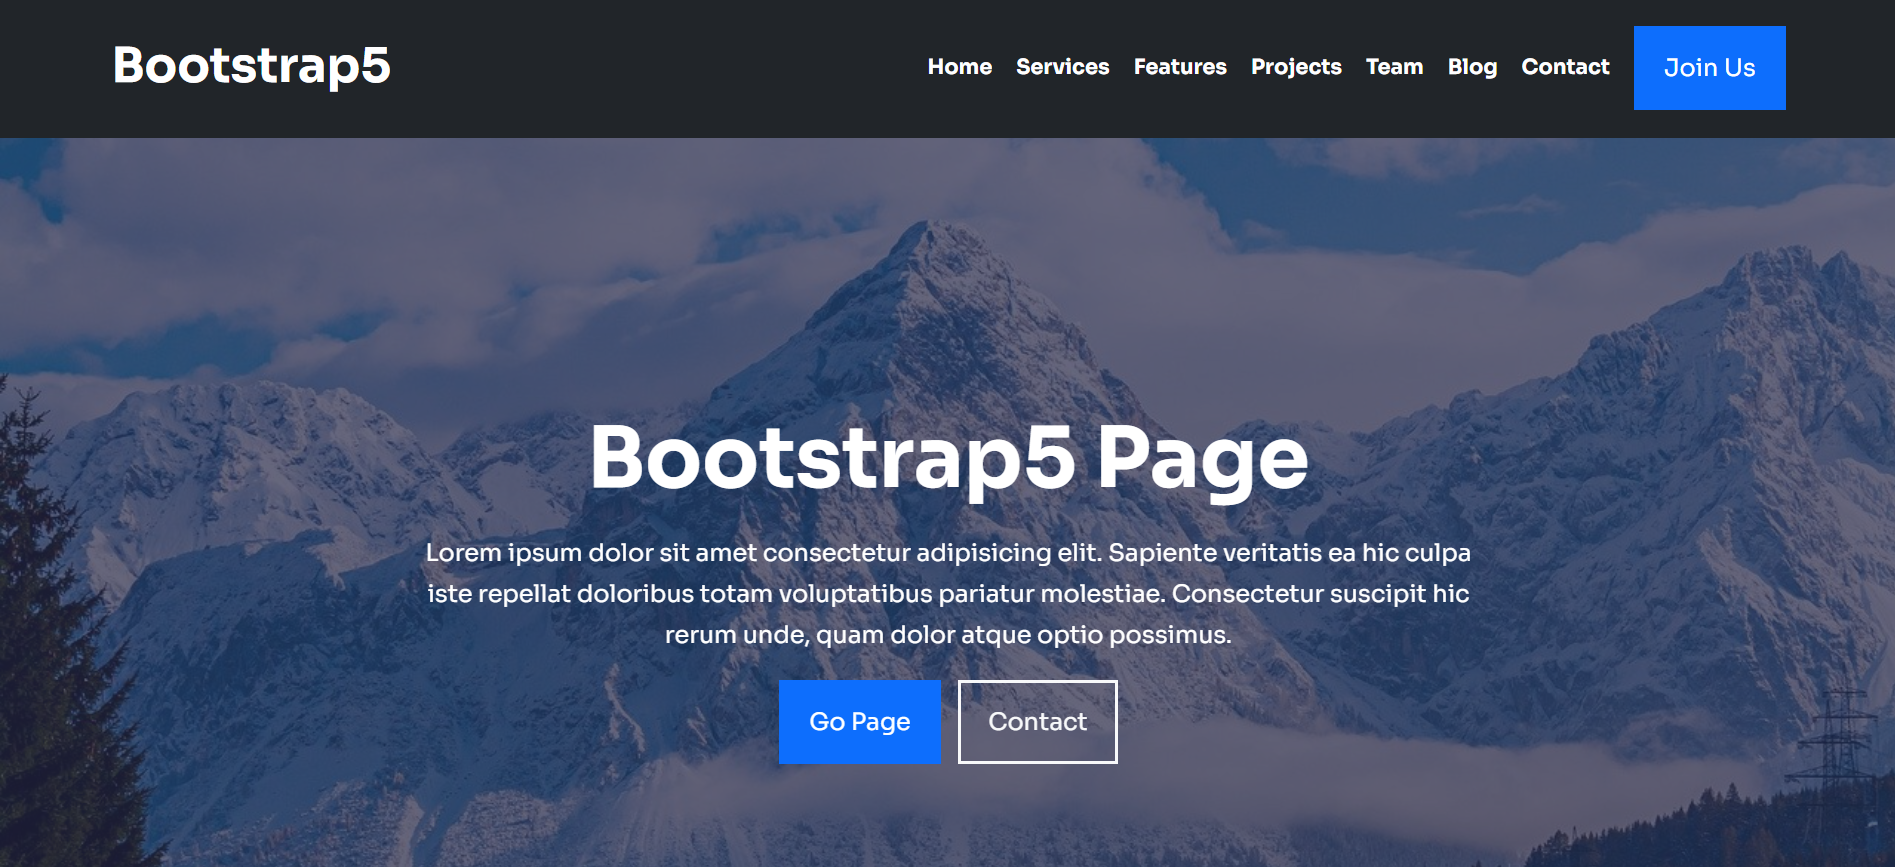 Bootstrap5
Home Services Features Projects Team Blog Contact Join Us
Bootstrap5 Page
Lorem ipsum dolor sit amet consectetur adipisicing elit. Sapiente veritatis ea hic culpa
iste repellat doloribus totam voluptatibus pariatur molestiae. Consectetur suscipit hic
rerum unde, quam dolor atque optio possimus.
Go Page Contact